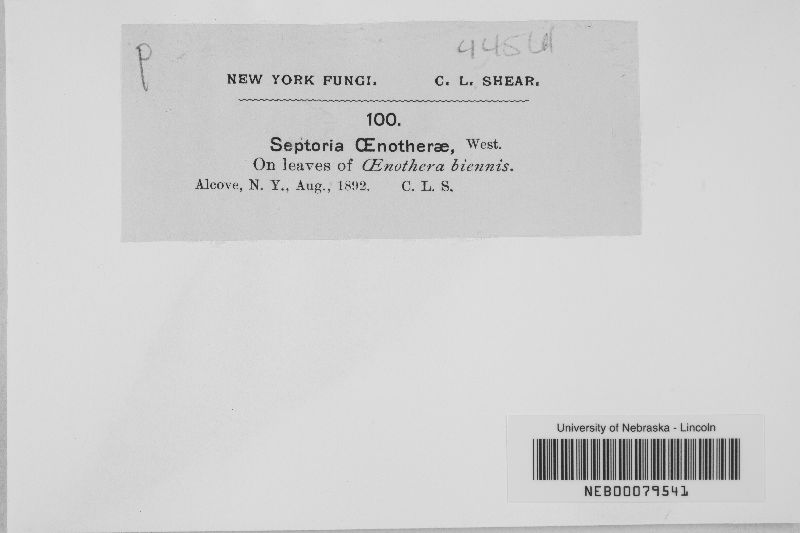 p
NEW YORK FUNGI. C. L. SHEAR.
100.
Septoria Œnotheræ, West.
On leaves of Œnothera biennis.
Alcove, N. Y., Aug., 1892. C. L. S.
University of Nebraska - Lincoln
NEB00079541